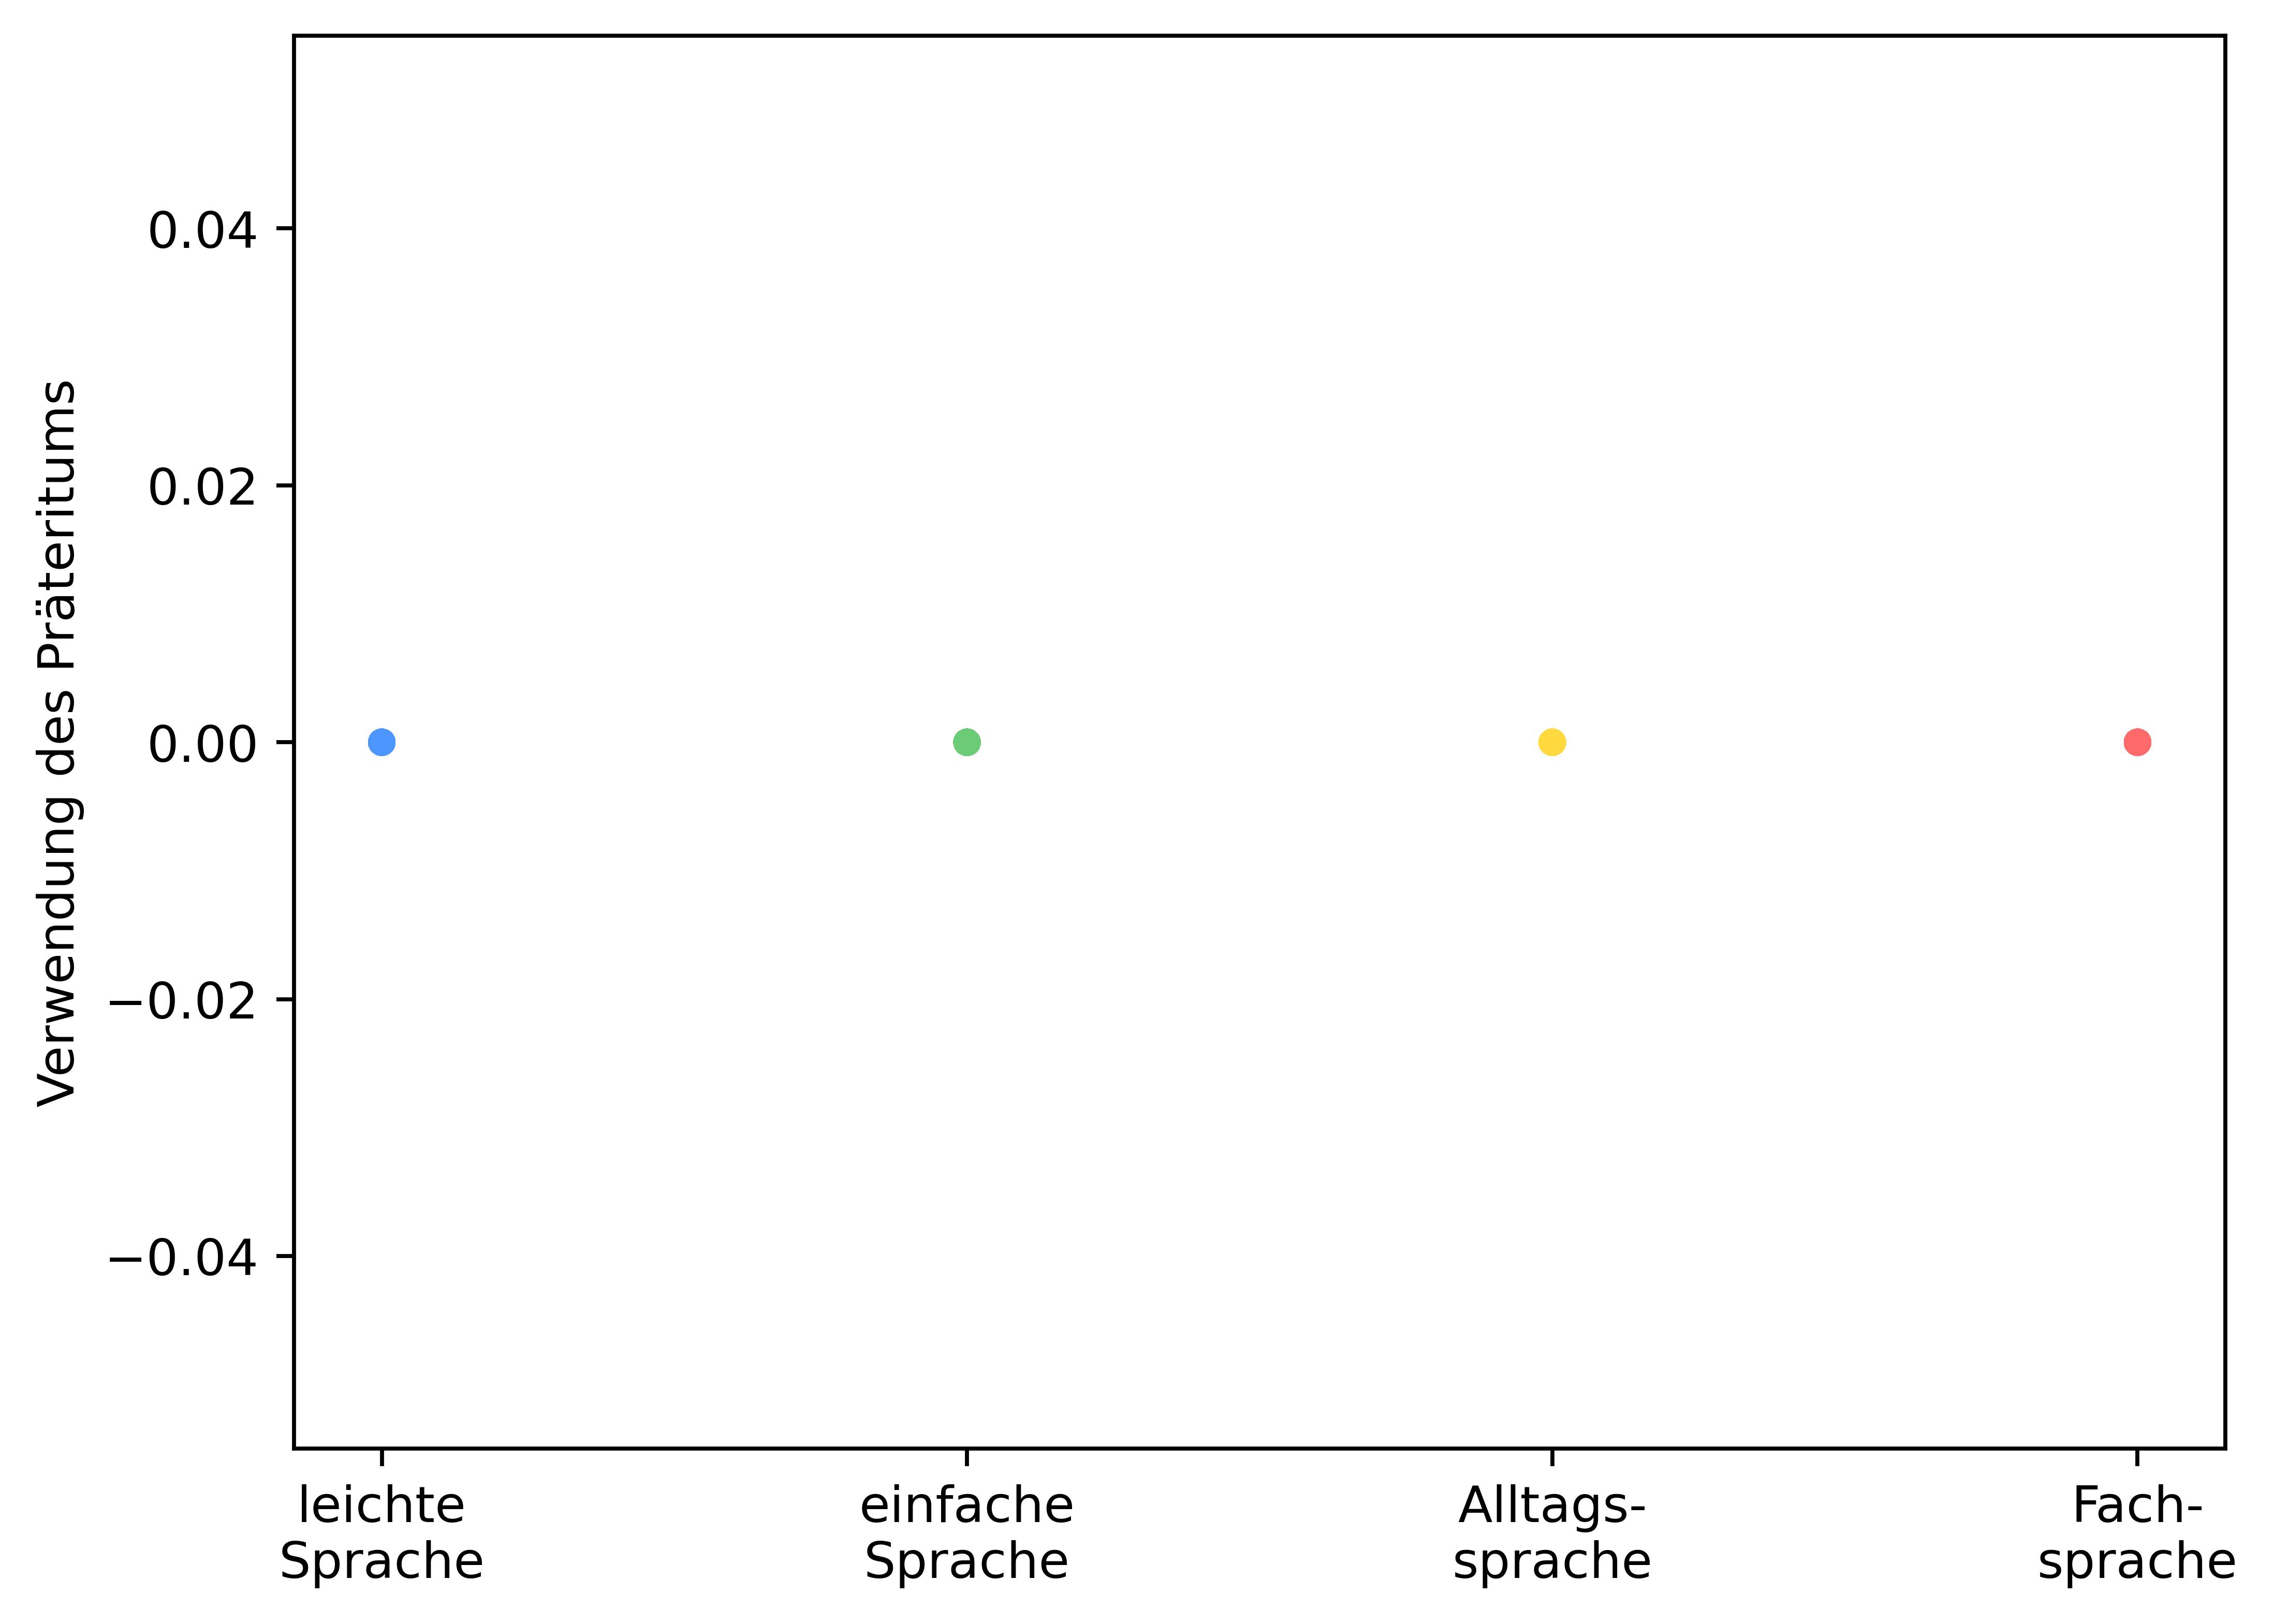 Verwendung des Präteritums
0.04
0.02
0.00
−0.02
−0.04
leichte
Sprache
einfache
Sprache
Alltags-
sprache
Fach-
sprache